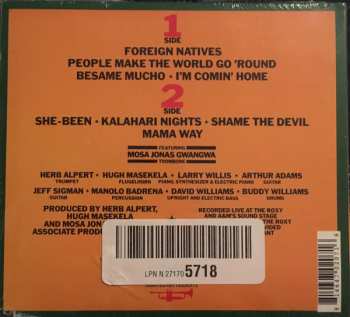 1
SIDE
FOREIGN NATIVES
PEOPLE MAKE THE WORLD GO 'ROUND
BESAME MUCHO • I'M COMIN' HOME
2
SIDE
SHE-BEEN • KALAHARI NIGHTS • SHAME THE DEVIL
MAMA WAY
FEATURING
MOSA JONAS GWANGWA
TROMBONE
HERB ALPERT • HUGH MASEKELA • LARRY WILLIS • ARTHUR ADAMS
TRUMPET FLUGELHORN PIANO, SYNTHESIZER & ELECTRIC PIANO GUITAR
JEFF SIGMAN • MANOLO BADRENA • DAVID WILLIAMS • BUDDY WILLIAMS
GUITAR PERCUSSION UPRIGHT AND ELECTRIC BASS DRUMS
PRODUCED BY HERB ALPERT, RECORDED LIVE AT THE ROXY
HUGH MASEKELA AND A&M'S SOUND STAGE
AND MOSA JON
ASSOCIATE PRODUC
LPN N 27170 5718